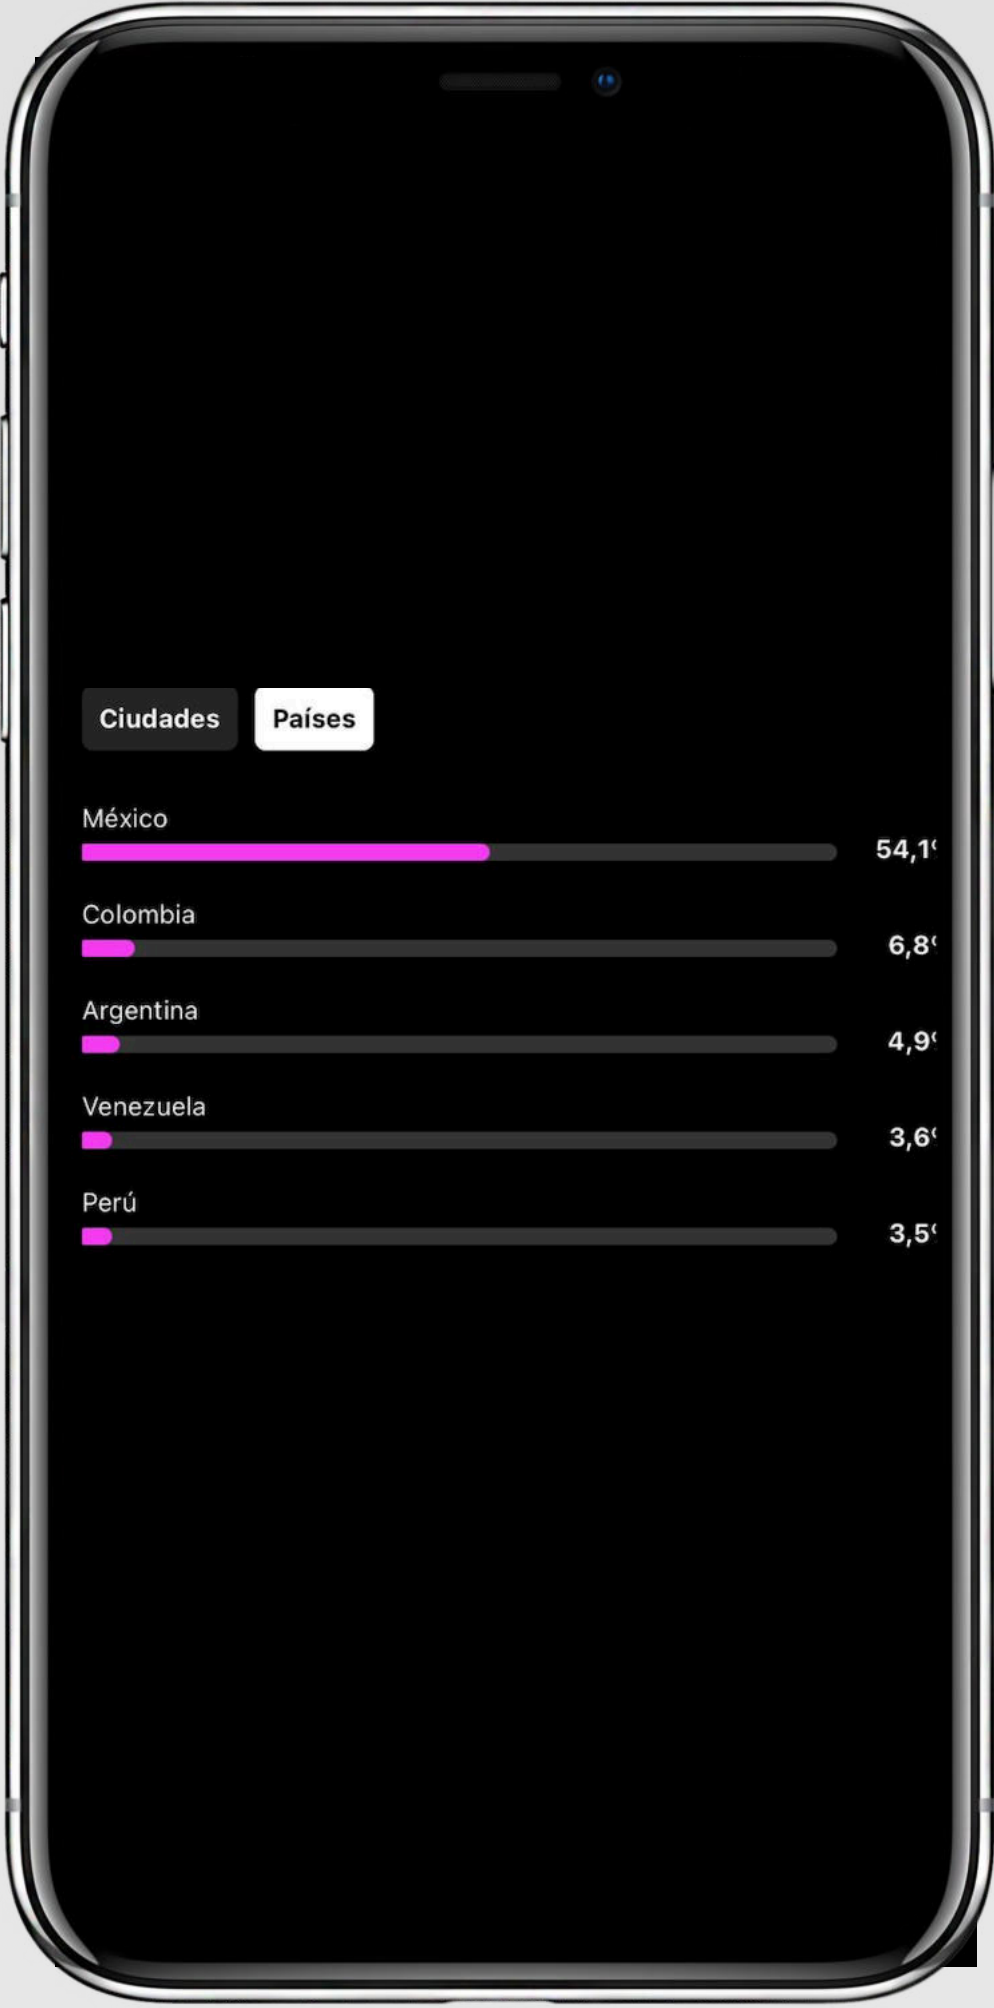 Ciudades Países
México
54,1
Colombia
6,8
Argentina
4,9
Venezuela
3,6
Perú
3,5